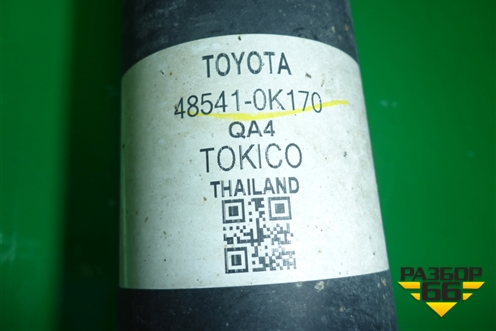 TOYOTA
48541-0K170
QA4
TOKICO
THAILAND
РАЗБОР
66